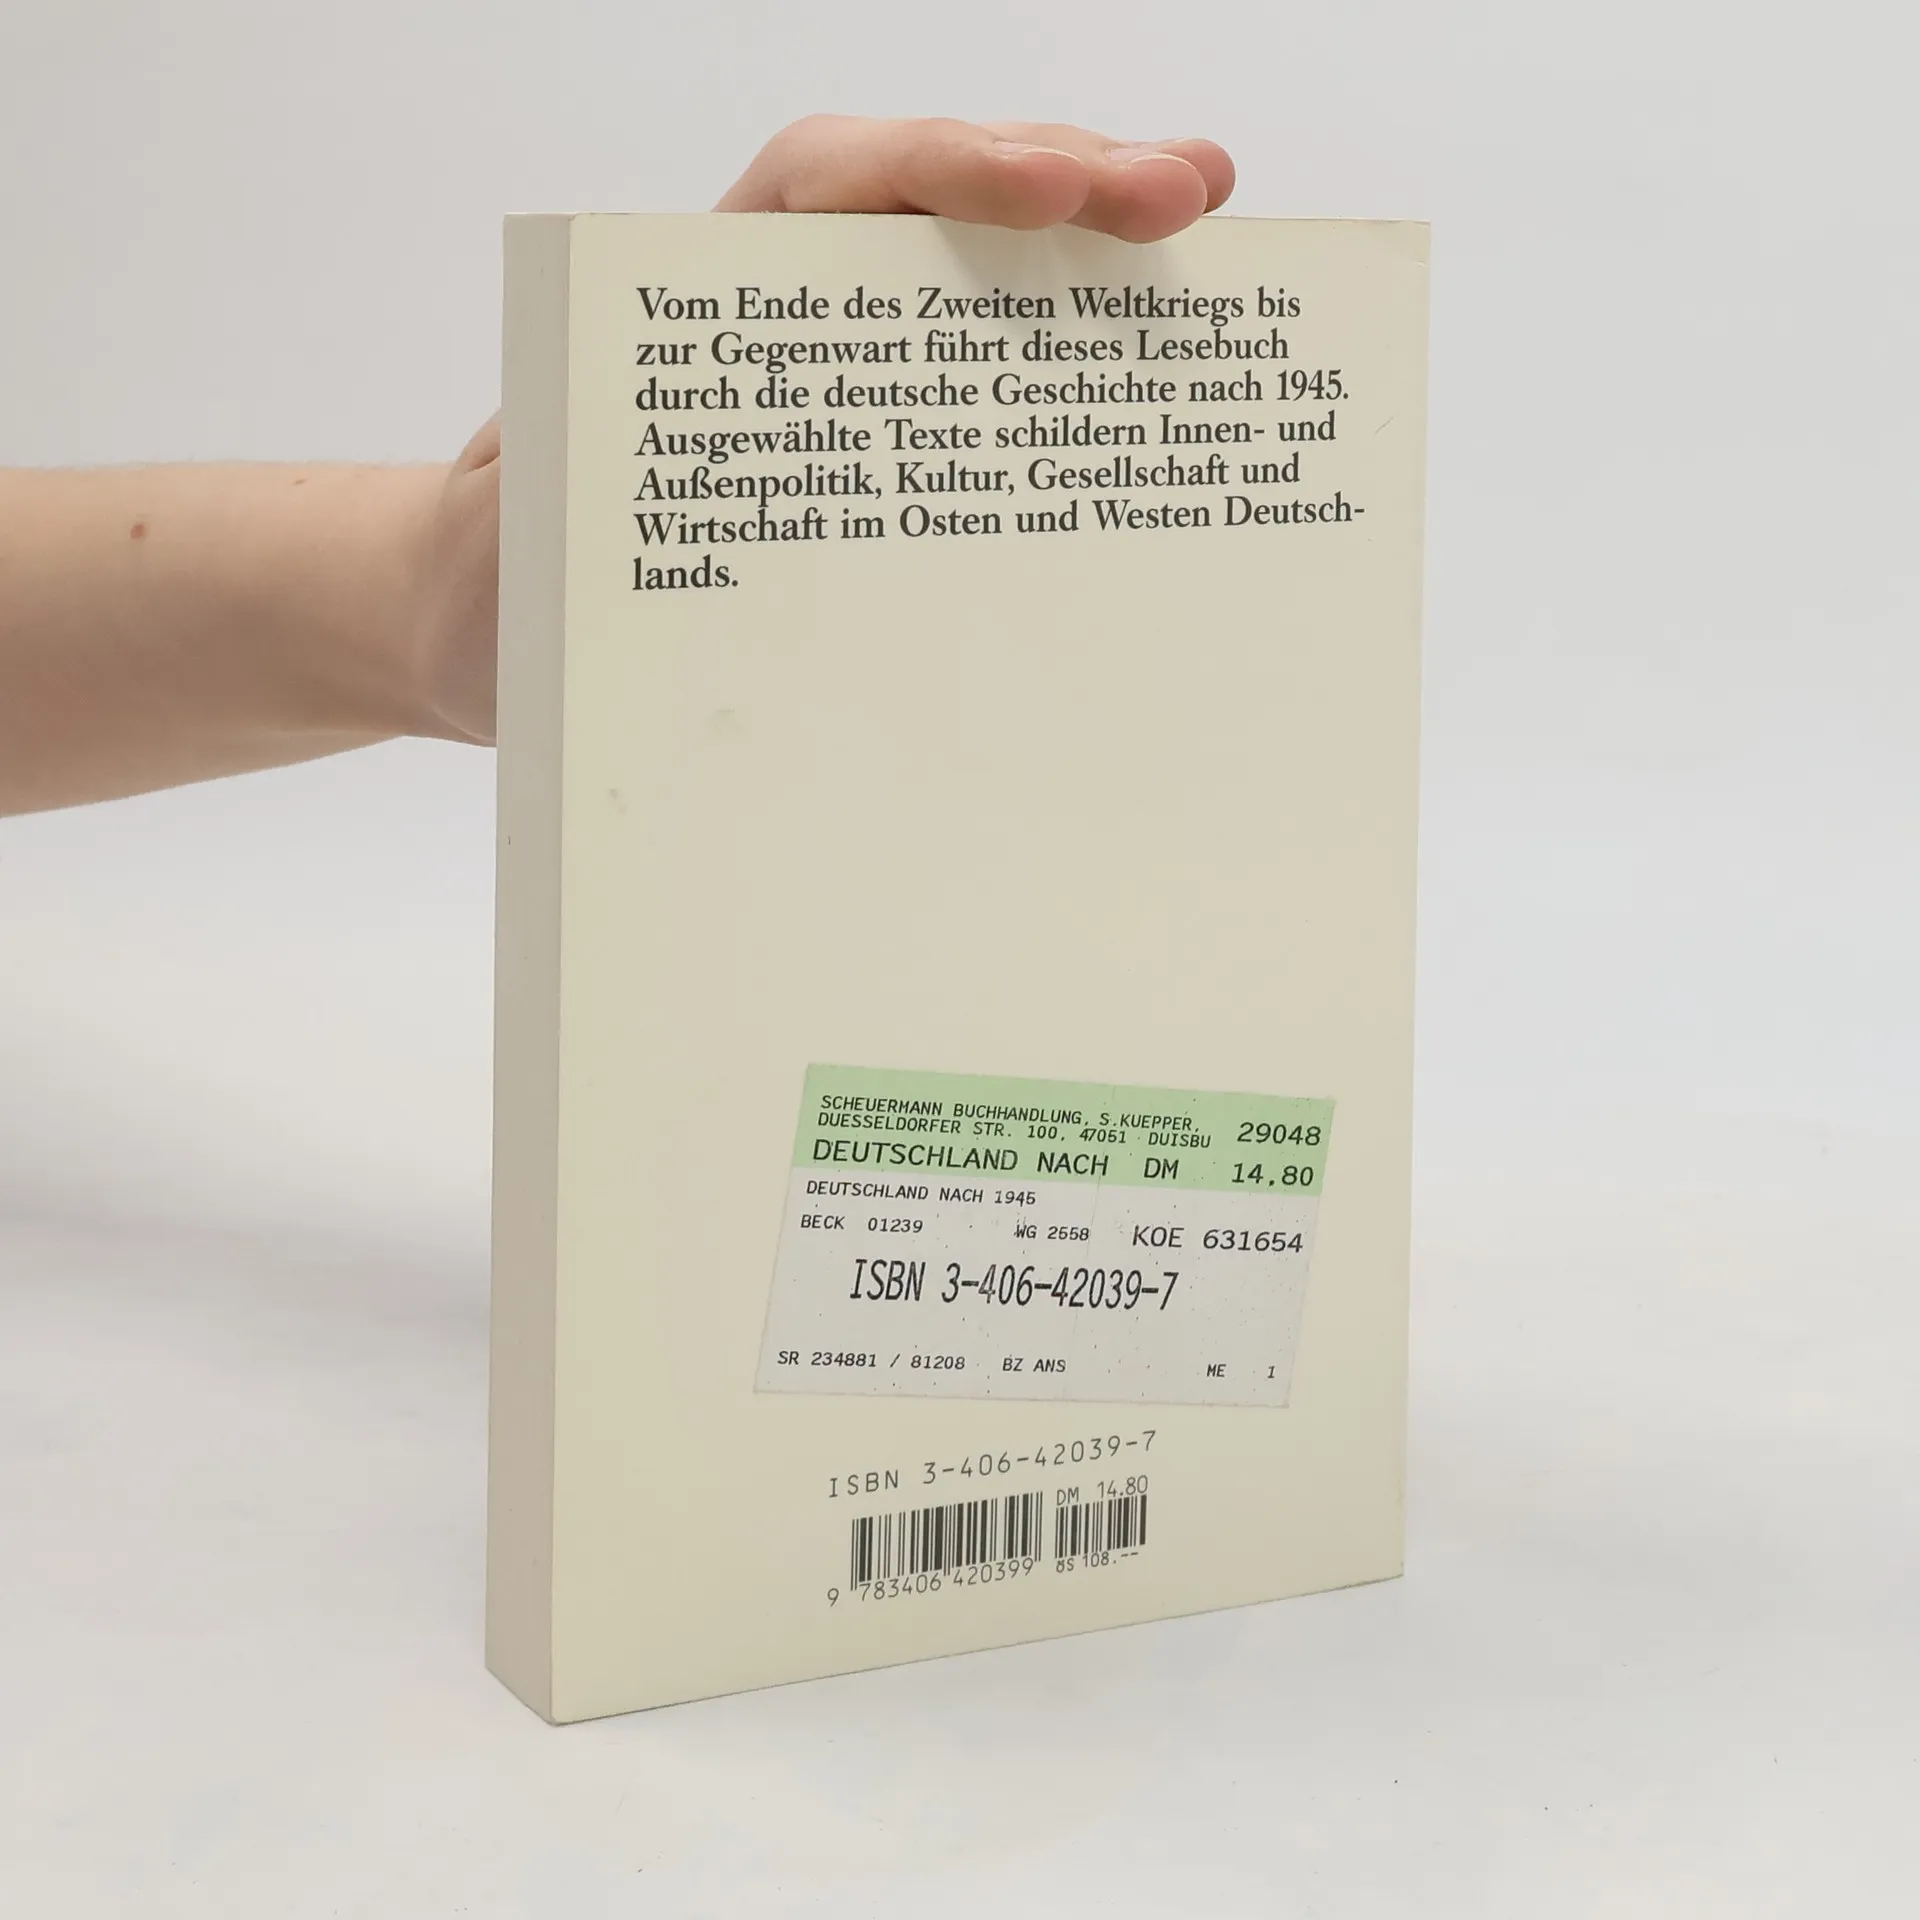 Vom Ende des Zweiten Weltkriegs bis
zur Gegenwart führt dieses Lesebuch
durch die deutsche Geschichte nach 1945.
Ausgewählte Texte schildern Innen- und
Außenpolitik, Kultur, Gesellschaft und
Wirtschaft im Osten und Westen Deutsch-
lands.
SCHEUERMANN BUCHHANDLUNG, S.KUEPPER,
DUESSELDORFER STR. 100, 47051 DUISBU 29048
DEUTSCHLAND NACH DM 14,80
DEUTSCHLAND NACH 1945
BECK 01239 WG 2558 KOE 631654
ISBN 3-406-42039-7
SR 234881 / 81208 BZ ANS ME 1
ISBN 3-406-42039-7
DM 14.80
9 783406 420399 öS 108.--